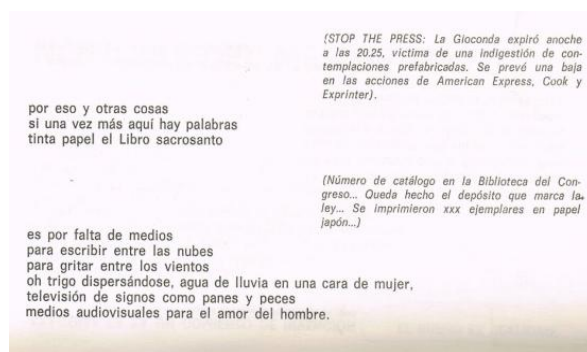 (STOP THE PRESS: La Gioconda expiró anoche
a las 20.25, víctima de una indigestión de con-
templaciones prefabricadas. Se prevé una baja
en las acciones de American Express, Cook y
Exprinter).
por eso y otras cosas
si una vez más aquí hay palabras
tinta papel el Libro sacrosanto
(Número de catálogo en la Biblioteca del Con-
greso... Queda hecho el depósito que marca la
ley... Se imprimieron xxx ejemplares en papel
japón...)
es por falta de medios
para escribir entre las nubes
para gritar entre los vientos
oh trigo dispersándose, agua de lluvia en una cara de mujer,
televisión de signos como panes y peces
medios audiovisuales para el amor del hombre.